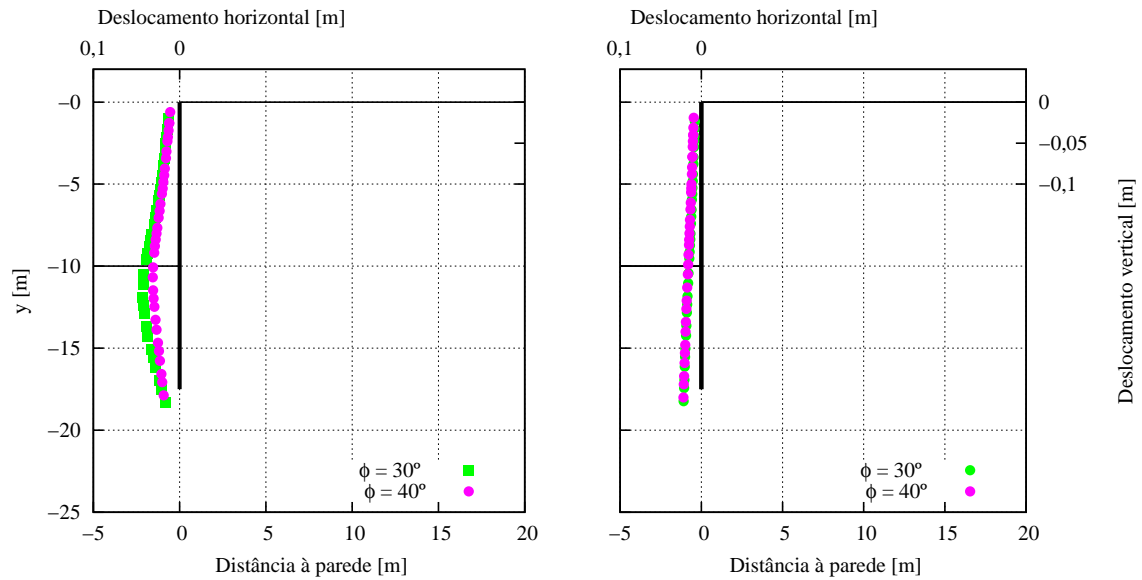 Deslocamento horizontal [m]
0,1 0
−0
−5
−10
−15
−20
−25
y [m]
ϕ = 30º
ϕ = 40º
−5 0 5 10 15 20
Distância à parede [m]
Deslocamento horizontal [m]
0,1 0
0
−0,05
−0,1
Deslocamento vertical [m]
ϕ = 30º
ϕ = 40º
−5 0 5 10 15 20
Distância à parede [m]